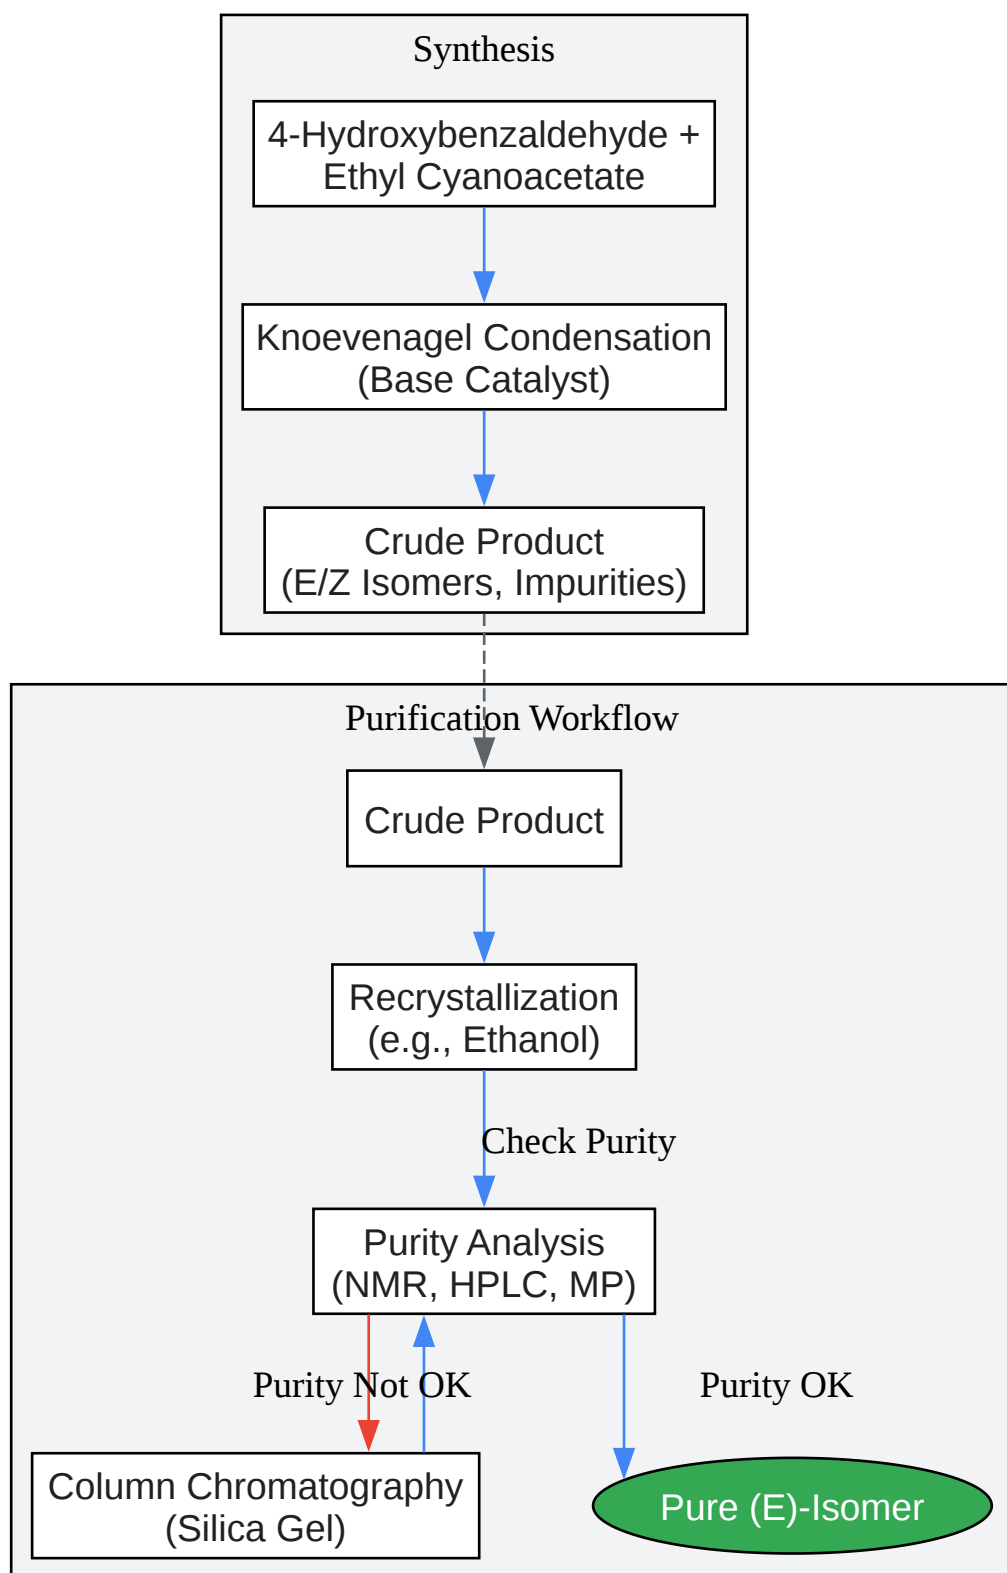 Synthesis
4-Hydroxybenzaldehyde +
Ethyl Cyanoacetate
Knoevenagel Condensation
(Base Catalyst)
Crude Product
(E/Z Isomers, Impurities)
Purification Workflow
Crude Product
Recrystallization
(e.g., Ethanol)
Check Purity
Purity Analysis
(NMR, HPLC, MP)
Purity Not OK
Purity OK
Column Chromatography
(Silica Gel)
Pure (E)-Isomer